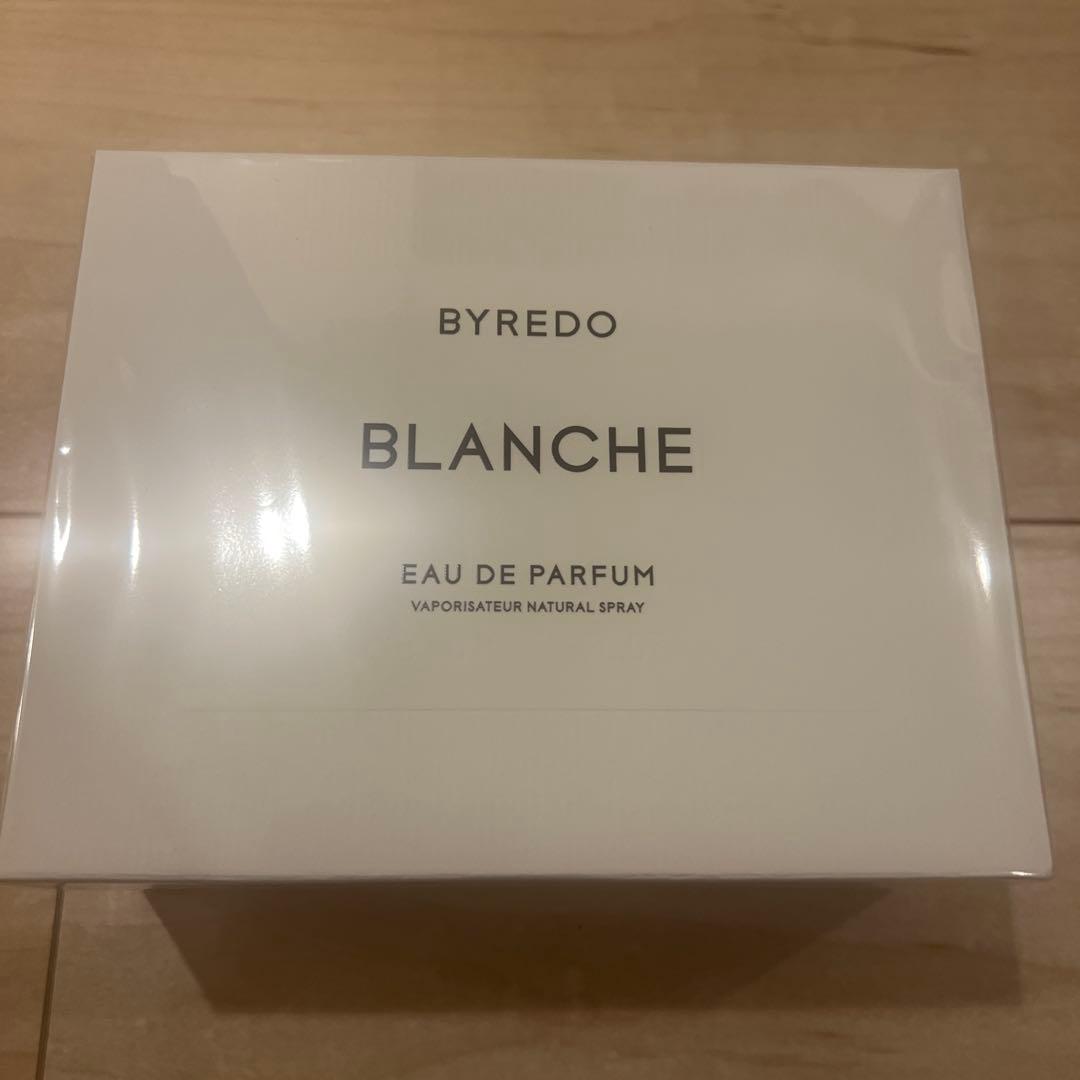 BYREDO
BLANCHE
EAU DE PARFUM
VAPORISATEUR NATURAL SPRAY